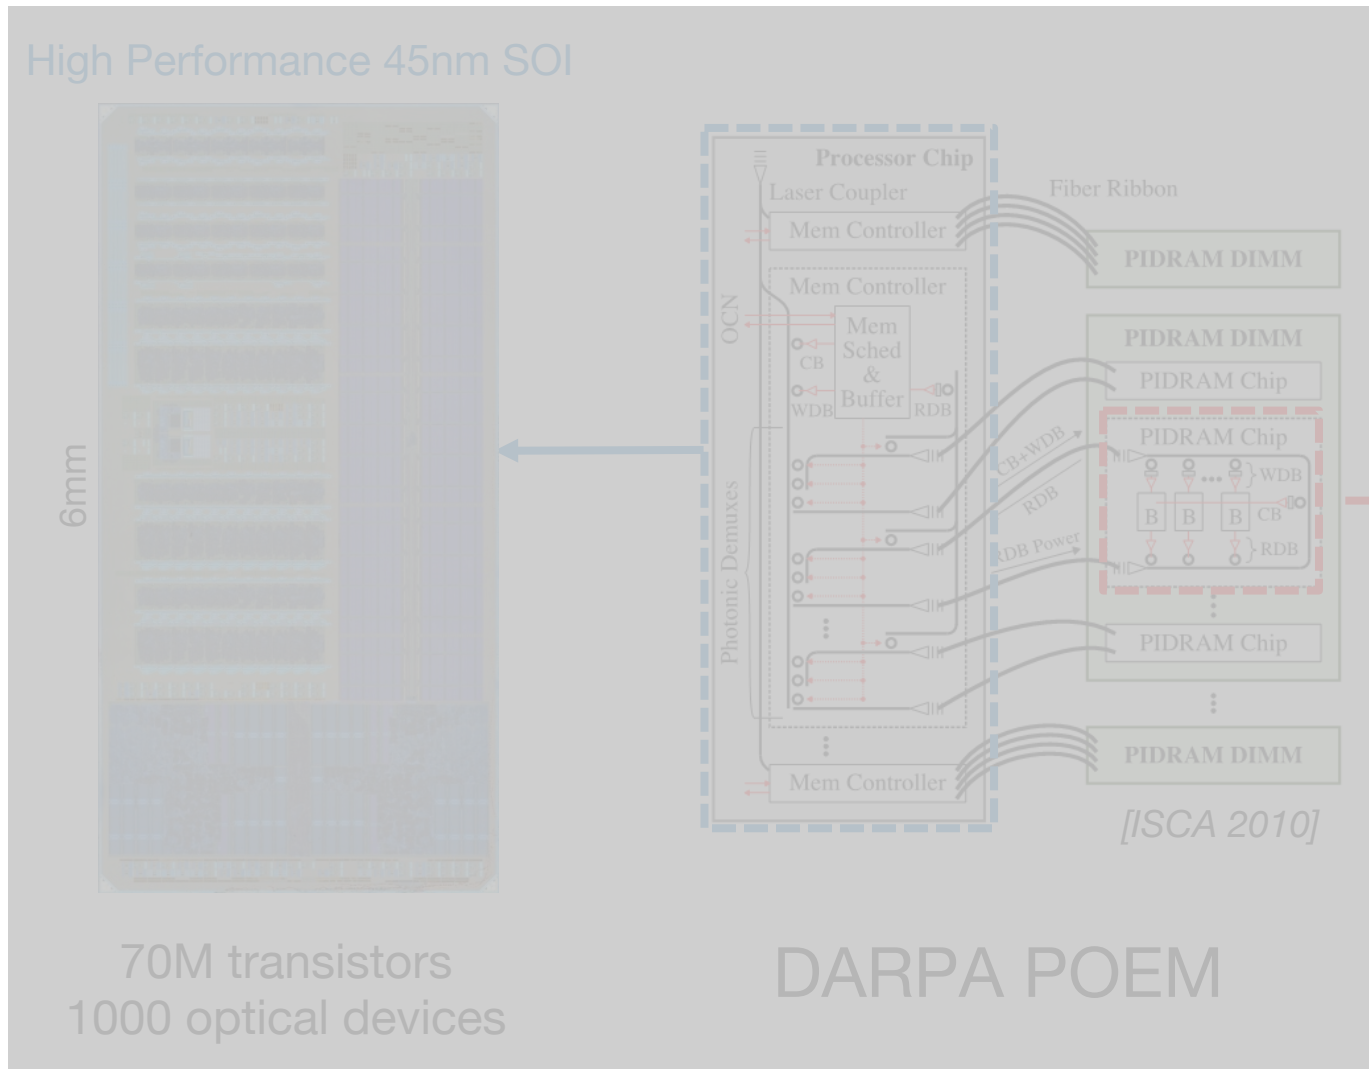 High Performance 45nm SOI
6mm
70M transistors
1000 optical devices
Processor Chip
Laser Coupler
Mem Controller
Mem Controller
OCN
Mem
Sched
&
Buffer
CB
WDB
RDB
Photonic Demuxes
Mem Controller
Fiber Ribbon
CB+WDB
RDB
RDB Power
PIDRAM DIMM
PIDRAM DIMM
PIDRAM Chip
PIDRAM Chip
WDB
B B B
CB
RDB
PIDRAM Chip
PIDRAM DIMM
[ISCA 2010]
DARPA POEM